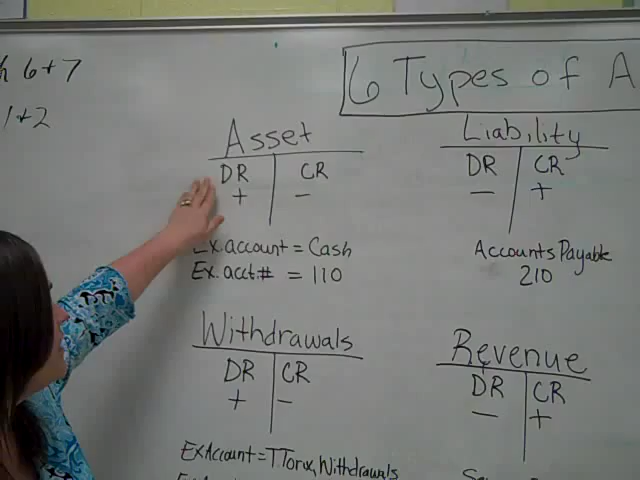 6+7
1+2
6 Types of A
Asset
DR CR
+ −
Ex.account = Cash
Ex. acct.# = 110
Liability
DR CR
− +
Accounts Payable
210
Withdrawals
DR CR
+ −
Ex Account = T Torux, Withdrawals
Revenue
DR CR
− +